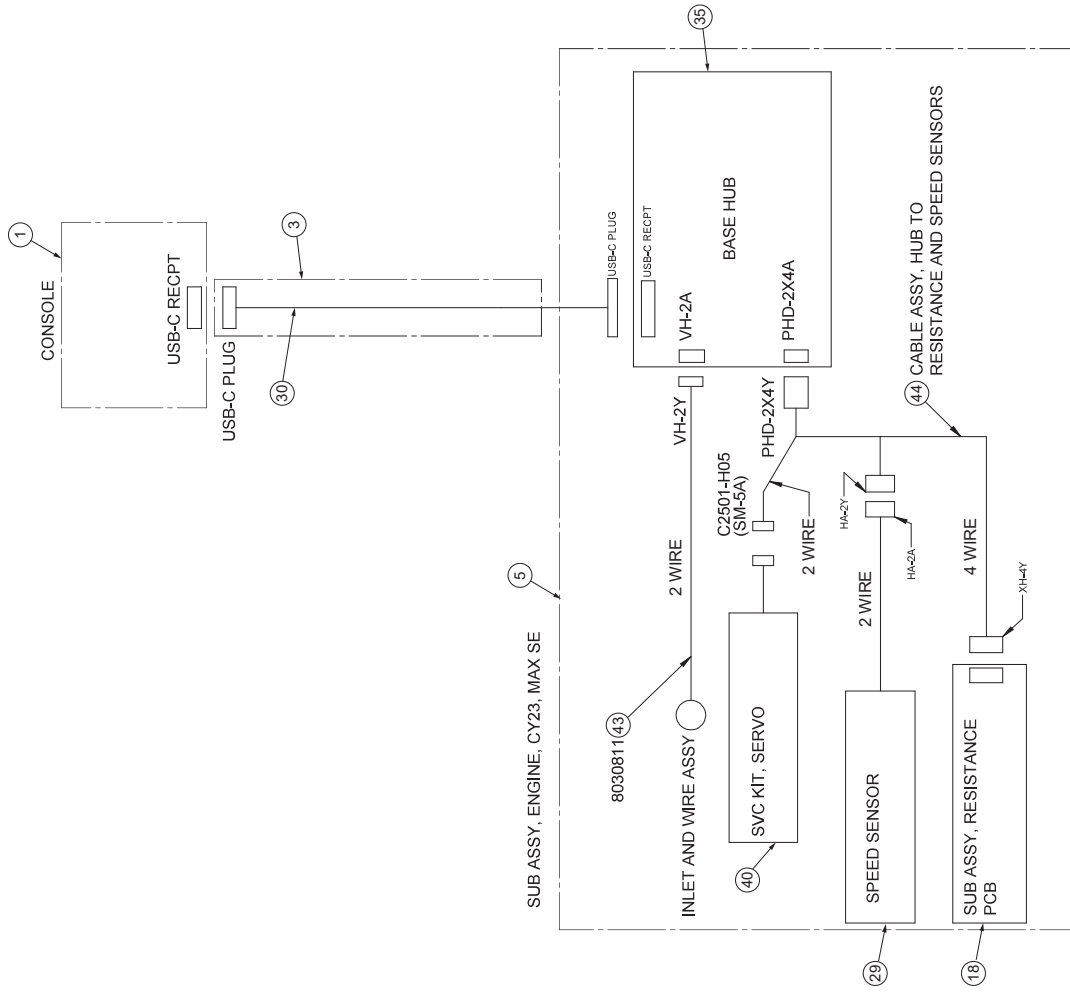 1
CONSOLE
USB-C RECPT
3
USB-C PLUG
30
35
5
SUB ASSY, ENGINE, CY23, MAX SE
USB-C PLUG
USB-C RECPT
BASE HUB
VH-2A
PHD-2X4A
VH-2Y
PHD-2X4Y
2 WIRE
8030811 43
INLET AND WIRE ASSY
C2501-H05
(SM-5A)
2 WIRE
SVC KIT, SERVO
40
44 CABLE ASSY, HUB TO
RESISTANCE AND SPEED SENSORS
HA-2Y
HA-2A
2 WIRE
SPEED SENSOR
29
4 WIRE
XH-4Y
SUB ASSY, RESISTANCE
PCB
18